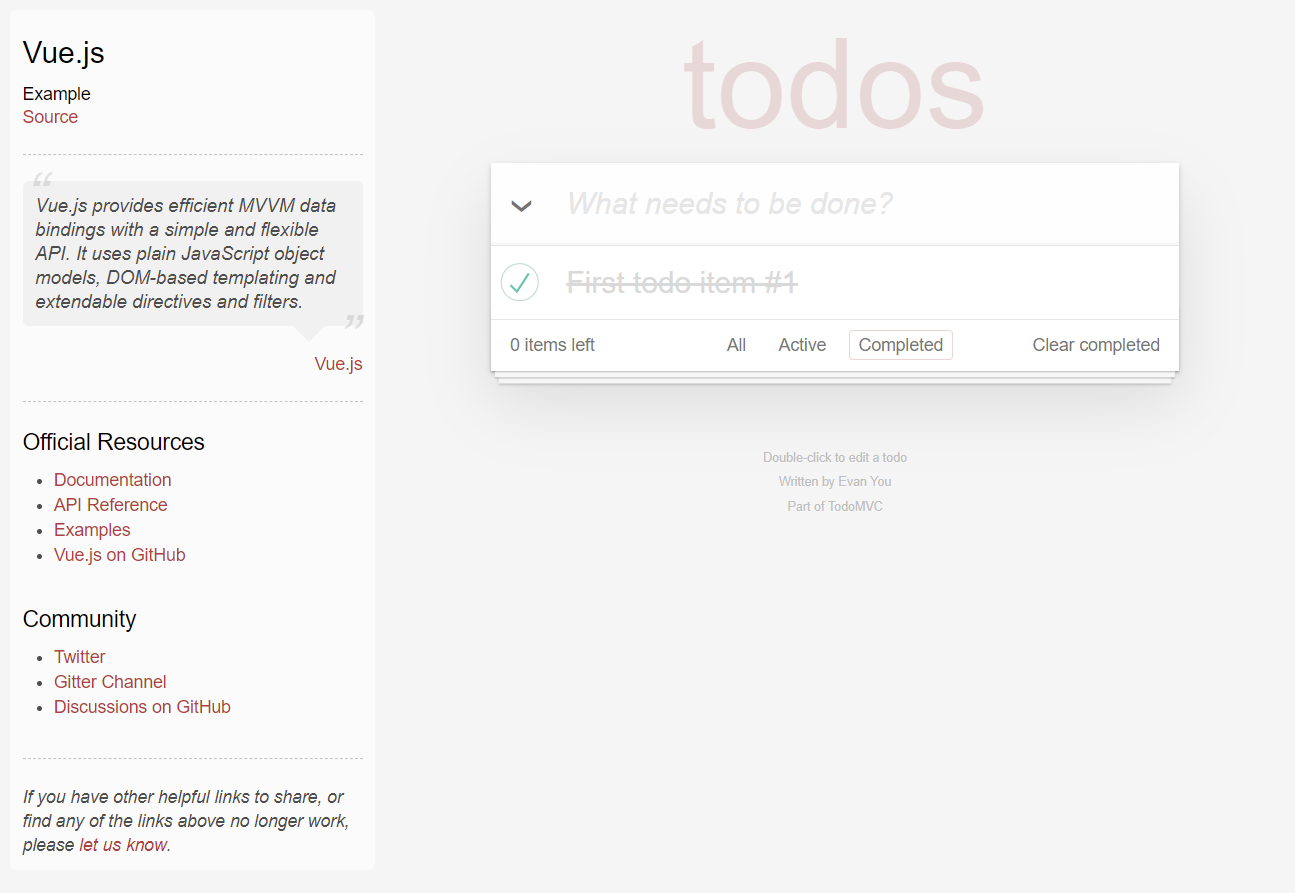 Vue.js
Example
Source
“
Vue.js provides efficient MVVM data
bindings with a simple and flexible
API. It uses plain JavaScript object
models, DOM-based templating and
extendable directives and filters.
”
Vue.js
Official Resources
Documentation
API Reference
Examples
Vue.js on GitHub
Community
Twitter
Gitter Channel
Discussions on GitHub
If you have other helpful links to share, or
find any of the links above no longer work,
please let us know.
todos
What needs to be done?
First todo item #1
0 items left All Active Completed Clear completed
Double-click to edit a todo
Written by Evan You
Part of TodoMVC